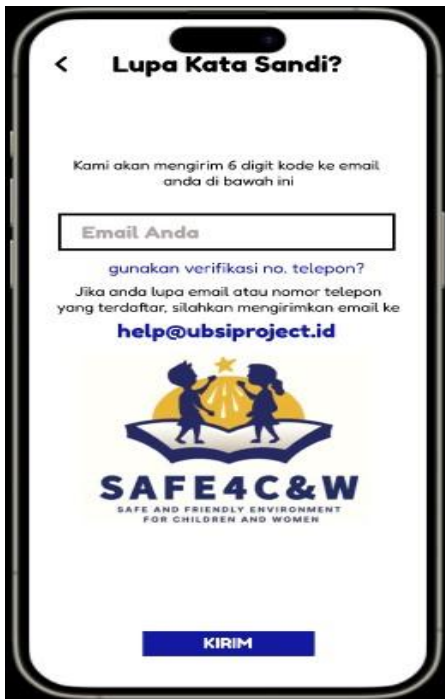 Lupa Kata Sandi?
Kami akan mengirim 6 digit kode ke email
anda di bawah ini
Email Anda
gunakan verifikasi no. telepon?
Jika anda lupa email atau nomor telepon
yang terdaftar, silahkan mengirimkan email ke
help@ubsiproject.id
SAFE4C&W
SAFE AND FRIENDLY ENVIRONMENT
FOR CHILDREN AND WOMEN
KIRIM